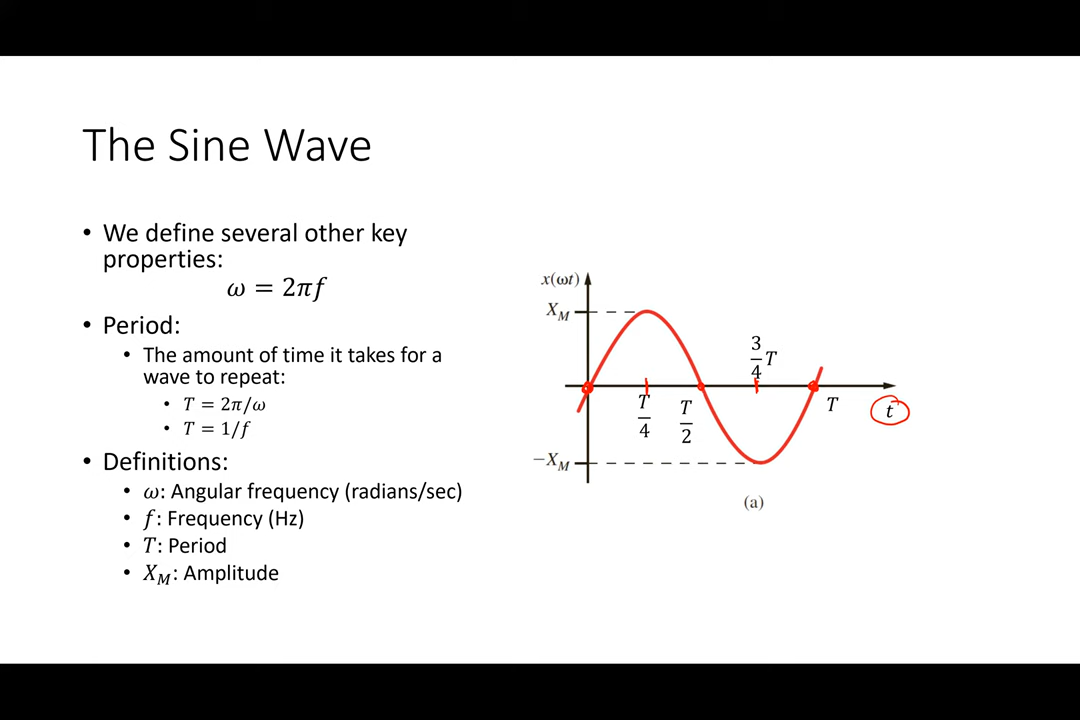 The Sine Wave
• We define several other key
properties:
ω = 2πf
• Period:
• The amount of time it takes for a
wave to repeat:
• T = 2π/ω
• T = 1/f
• Definitions:
• ω: Angular frequency (radians/sec)
• f: Frequency (Hz)
• T: Period
• X_M: Amplitude
x(ωt)
X_M
3/4 T
T/4
T/2
T
t
−X_M
(a)